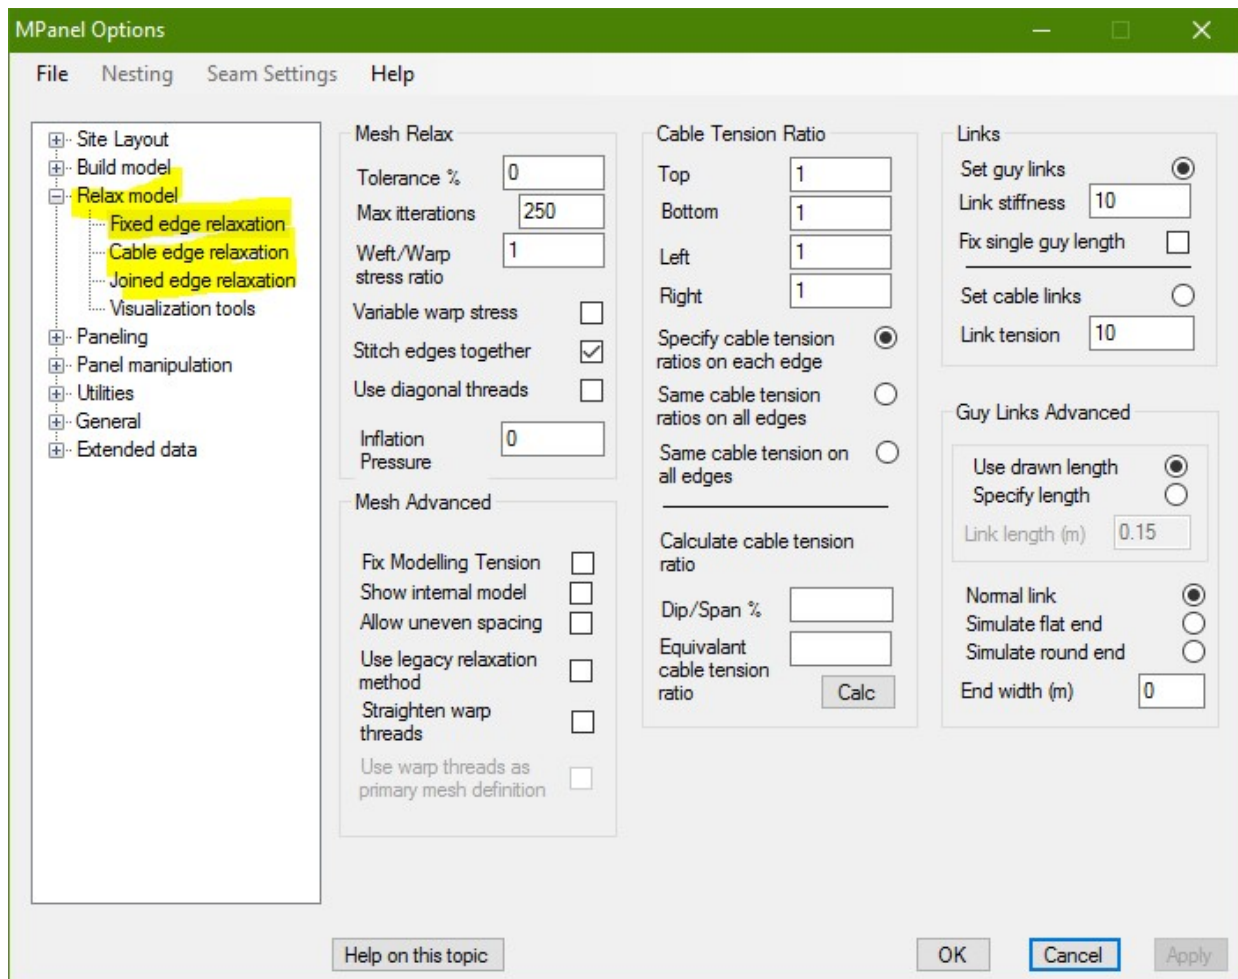 MPanel Options
File Nesting Seam Settings Help
Site Layout
Build model
Relax model
Fixed edge relaxation
Cable edge relaxation
Joined edge relaxation
Visualization tools
Paneling
Panel manipulation
Utilities
General
Extended data
Mesh Relax
Tolerance % 0
Max itterations 250
Weft/Warp 1
stress ratio
Variable warp stress
Stitch edges together
Use diagonal threads
Inflation 0
Pressure
Mesh Advanced
Fix Modelling Tension
Show internal model
Allow uneven spacing
Use legacy relaxation
method
Straighten warp
threads
Use warp threads as
primary mesh definition
Cable Tension Ratio
Top 1
Bottom 1
Left 1
Right 1
Specify cable tension
ratios on each edge
Same cable tension
ratios on all edges
Same cable tension on
all edges
Calculate cable tension
ratio
Dip/Span %
Equivalant
cable tension
ratio Calc
Links
Set guy links
Link stiffness 10
Fix single guy length
Set cable links
Link tension 10
Guy Links Advanced
Use drawn length
Specify length
Link length (m) 0.15
Normal link
Simulate flat end
Simulate round end
End width (m) 0
Help on this topic OK Cancel Apply